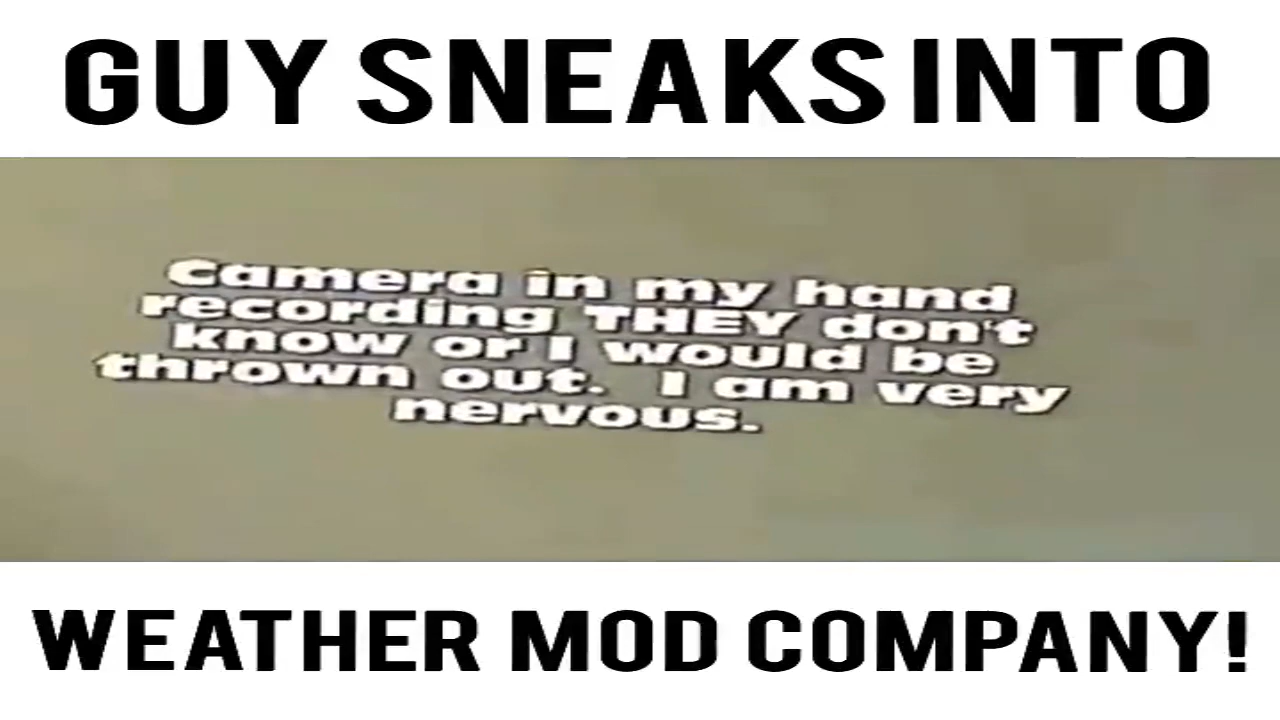 GUY SNEAKS INTO
Camera in my hand
recording THEY don't
know or I would be
thrown out. I am very
nervous.
WEATHER MOD COMPANY!